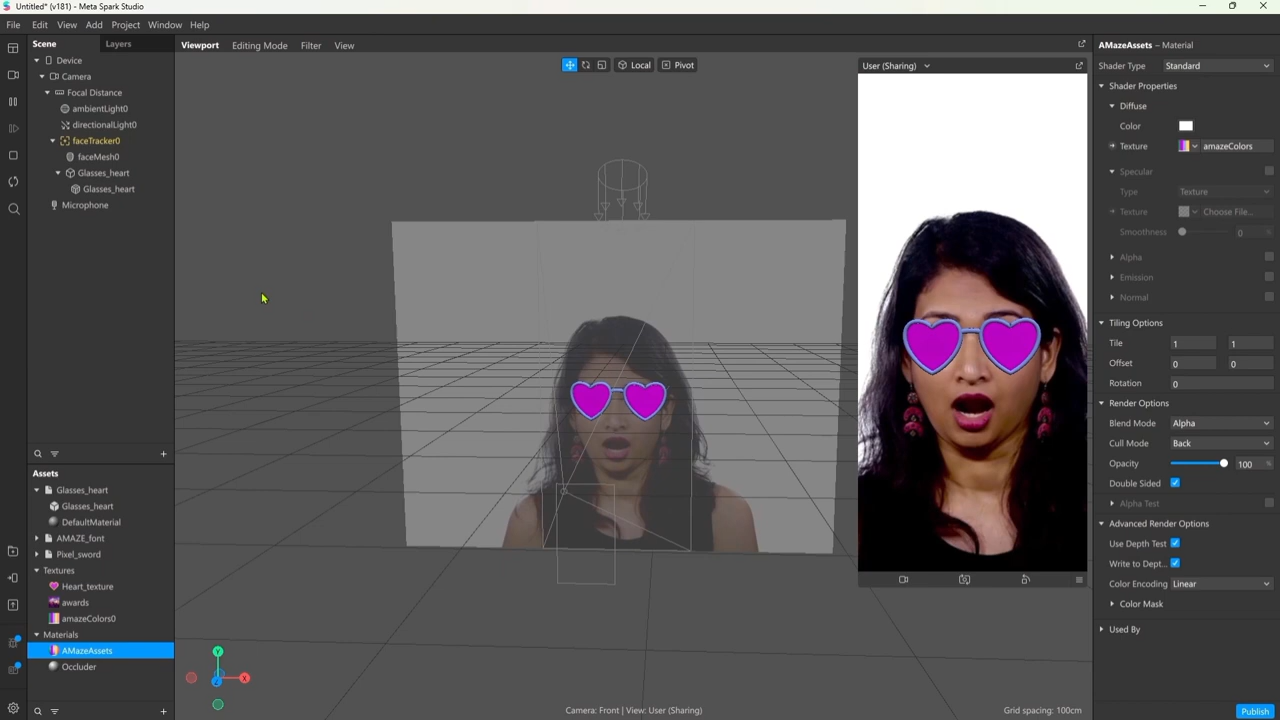 Untitled* (v181) - Meta Spark Studio
File Edit View Add Project Window Help
Scene Layers
Device
Camera
Focal Distance
ambientLight0
directionalLight0
faceTracker0
faceMesh0
Glasses_heart
Glasses_heart
Microphone
Assets
Glasses_heart
Glasses_heart
DefaultMaterial
AMAZE_font
Pixel_sword
Textures
Heart_texture
awards
amazeColors0
Materials
AMazeAssets
Occluder
Viewport Editing Mode Filter View
Local Pivot
Y
X
Camera: Front | View: User (Sharing)
Grid spacing: 100cm
User (Sharing)
AMazeAssets – Material
Shader Type Standard
Shader Properties
Diffuse
Color
Texture amazeColors
Specular
Type Texture
Texture Choose File...
Smoothness 0 %
Alpha
Emission
Normal
Tiling Options
Tile 1 1
Offset 0 0
Rotation 0
Render Options
Blend Mode Alpha
Cull Mode Back
Opacity 100 %
Double Sided
Alpha Test
Advanced Render Options
Use Depth Test
Write to Dept...
Color Encoding Linear
Color Mask
Used By
Publish